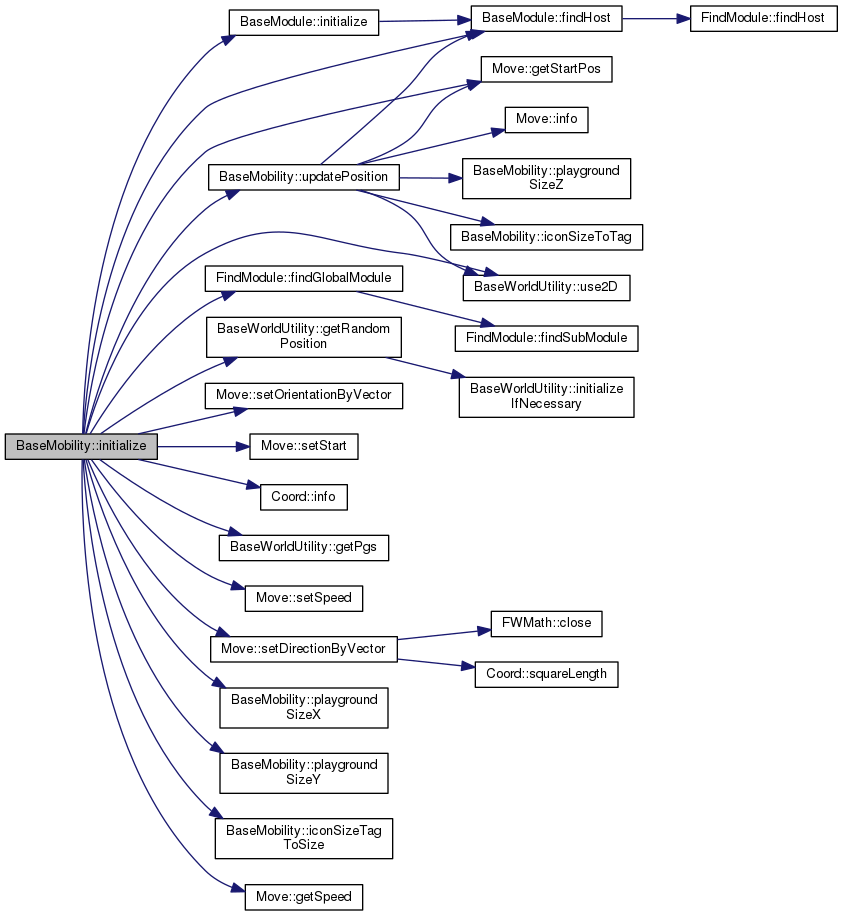 BaseModule::initialize
BaseModule::findHost
FindModule::findHost
Move::getStartPos
Move::info
BaseMobility::updatePosition
BaseMobility::playground
SizeZ
BaseMobility::iconSizeToTag
BaseWorldUtility::use2D
FindModule::findGlobalModule
FindModule::findSubModule
BaseWorldUtility::getRandom
Position
BaseWorldUtility::initialize
IfNecessary
Move::setOrientationByVector
BaseMobility::initialize
Move::setStart
Coord::info
BaseWorldUtility::getPgs
Move::setSpeed
FWMath::close
Move::setDirectionByVector
Coord::squareLength
BaseMobility::playground
SizeX
BaseMobility::playground
SizeY
BaseMobility::iconSizeTag
ToSize
Move::getSpeed